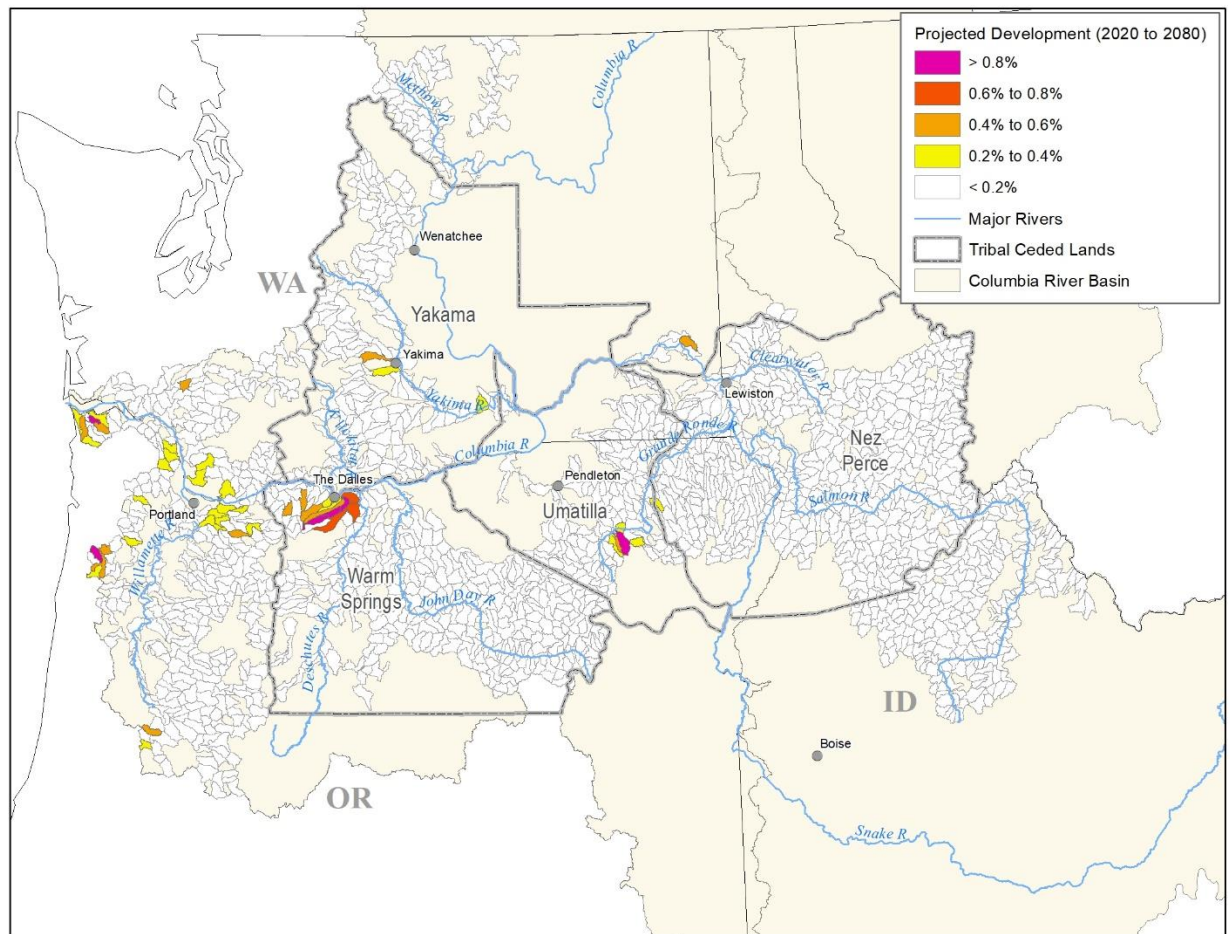 Projected Development (2020 to 2080)
> 0.8%
0.6% to 0.8%
0.4% to 0.6%
0.2% to 0.4%
< 0.2%
Major Rivers
Tribal Ceded Lands
Columbia River Basin
Methow R
Columbia R
Wenatchee
WA
Yakama
Yakima
Yakima R
Clearwater R
Lewiston
Klikitat R
Columbia R
Grande Ronde R
Nez
Perce
The Dalles
Pendleton
Salmon R
Portland
Umatilla
Willamette R
Warm
Springs
John Day R
Deschutes R
ID
Boise
OR
Snake R